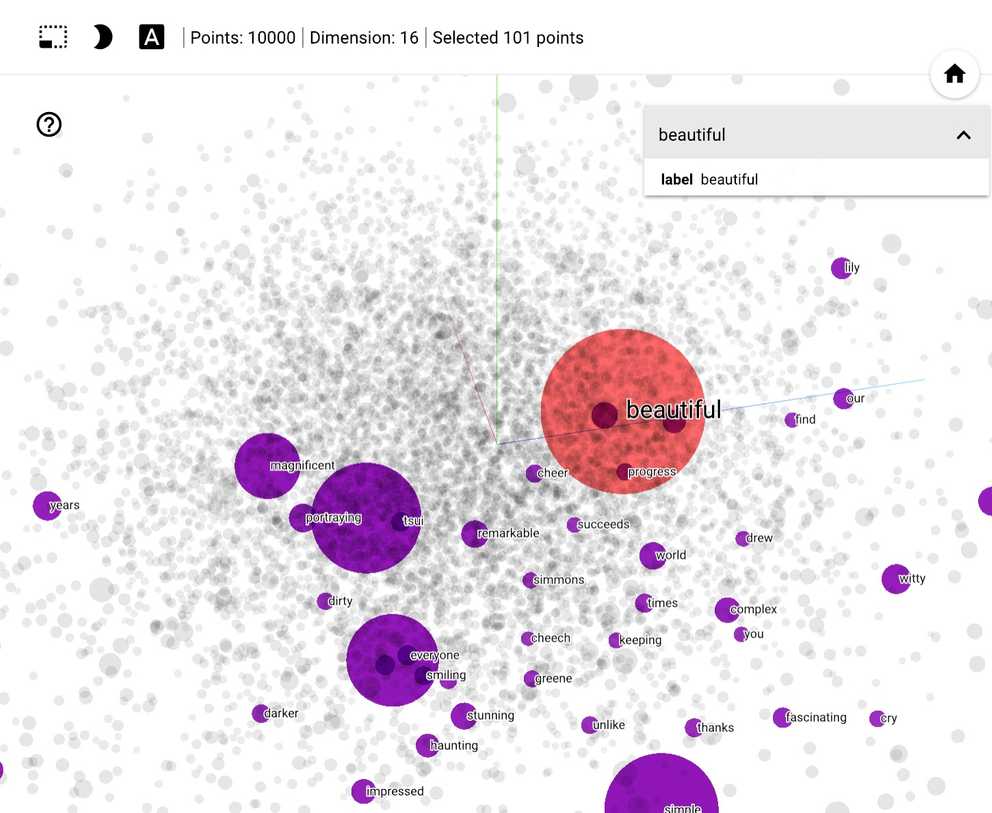 A
Points: 10000 | Dimension: 16 | Selected 101 points
?
beautiful
label beautiful
lily
our
beautiful
find
magnificent
cheer
progress
years
portraying
tsui
succeeds
remarkable
drew
world
simmons
witty
dirty
times
complex
you
cheech
keeping
everyone
smiling
greene
darker
stunning
fascinating
cry
unlike
thanks
haunting
impressed
simple